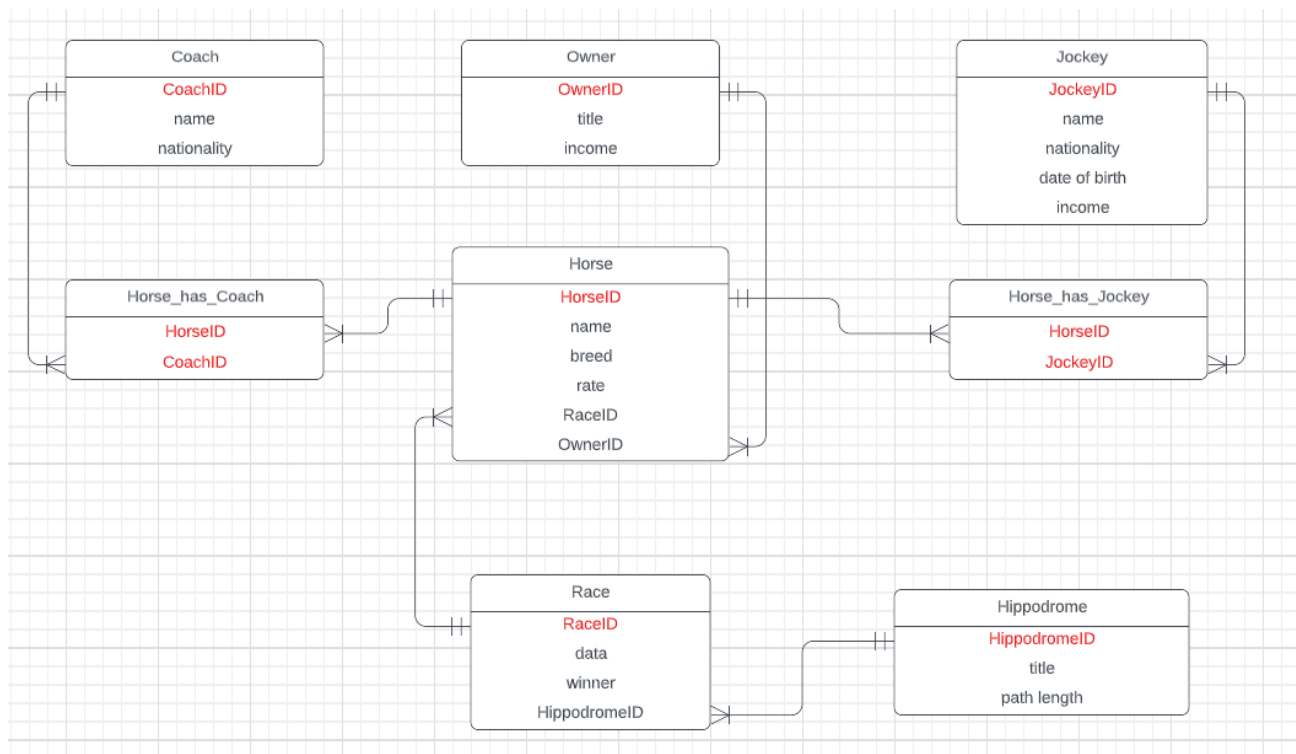 Coach
CoachID
name
nationality
Owner
OwnerID
title
income
Jockey
JockeyID
name
nationality
date of birth
income
Horse_has_Coach
HorseID
CoachID
Horse
HorseID
name
breed
rate
RaceID
OwnerID
Horse_has_Jockey
HorseID
JockeyID
Race
RaceID
data
winner
HippodromeID
Hippodrome
HippodromeID
title
path length